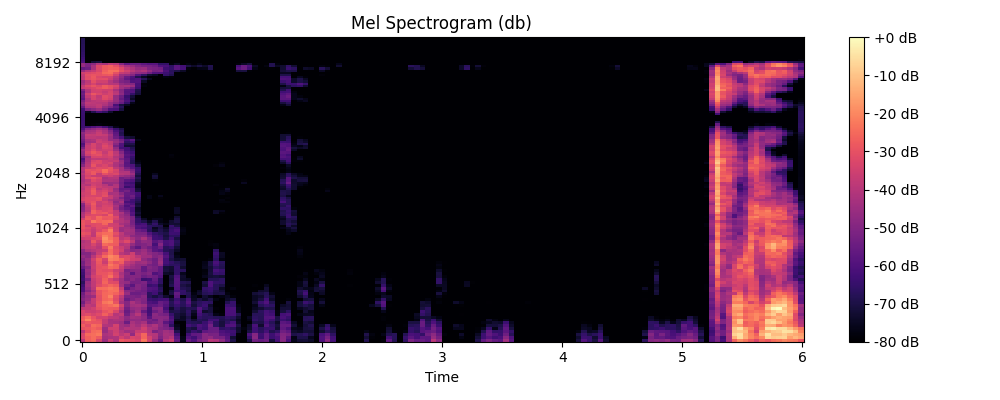 Mel Spectrogram (db)
Hz
8192
4096
2048
1024
512
0
0 1 2 3 4 5 6
Time
+0 dB
-10 dB
-20 dB
-30 dB
-40 dB
-50 dB
-60 dB
-70 dB
-80 dB